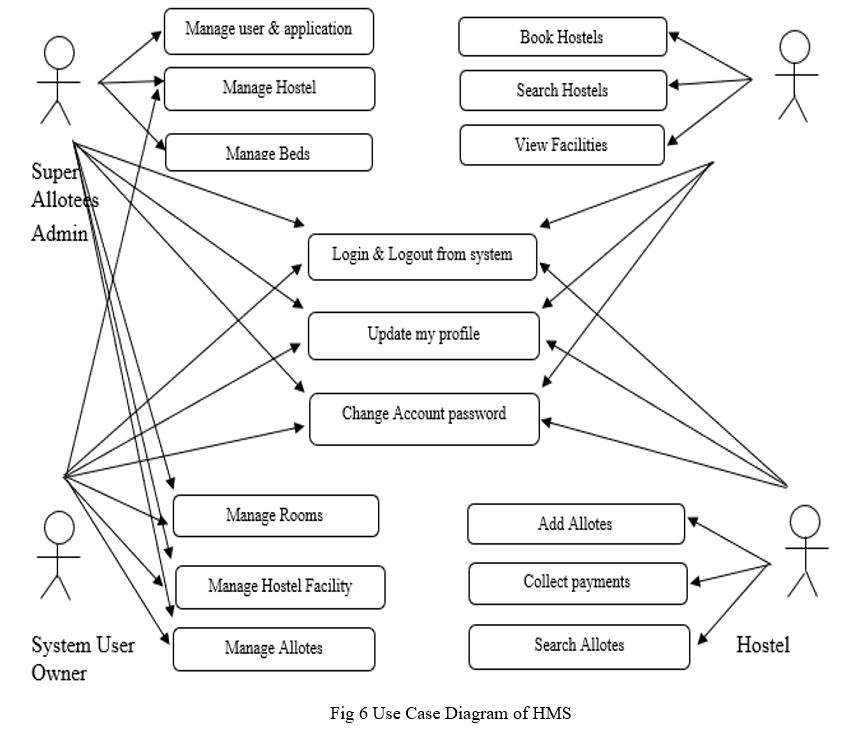 Manage user & application
Manage Hostel
Manage Beds
Book Hostels
Search Hostels
View Facilities
Super
Allotees
Admin
Login & Logout from system
Update my profile
Change Account password
Manage Rooms
Manage Hostel Facility
Manage Allotes
Add Allotes
Collect payments
Search Allotes
System User
Owner
Hostel
Fig 6 Use Case Diagram of HMS